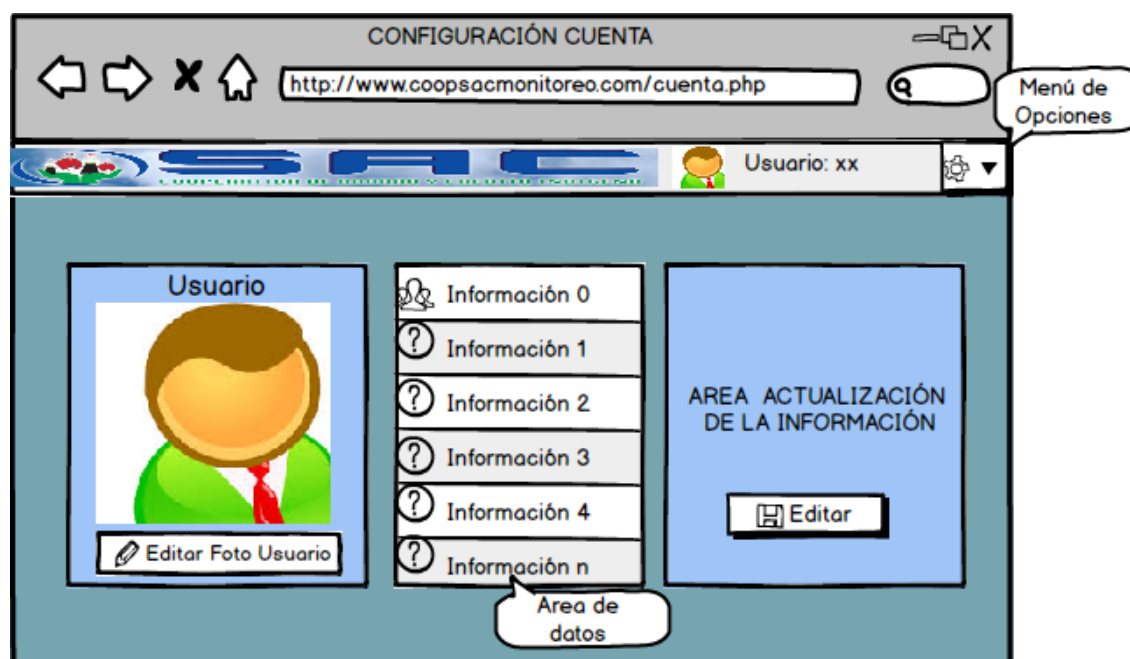 CONFIGURACIÓN CUENTA
http://www.coopsacmonitoreo.com/cuenta.php
Menú de
Opciones
SAC
Usuario: xx
Usuario
Editar Foto Usuario
Información 0
Información 1
Información 2
Información 3
Información 4
Información n
Area de
datos
AREA ACTUALIZACIÓN
DE LA INFORMACIÓN
Editar